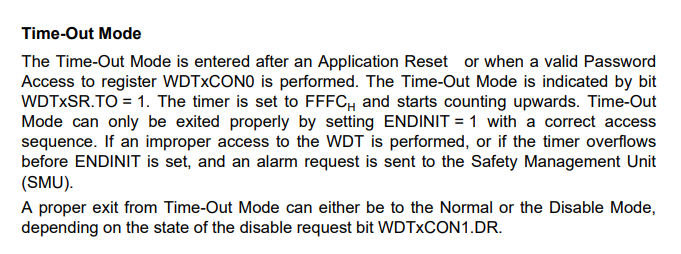 Time-Out Mode
The Time-Out Mode is entered after an Application Reset or when a valid Password
Access to register WDTxCON0 is performed. The Time-Out Mode is indicated by bit
WDTxSR.TO = 1. The timer is set to FFFCH and starts counting upwards. Time-Out
Mode can only be exited properly by setting ENDINIT = 1 with a correct access
sequence. If an improper access to the WDT is performed, or if the timer overflows
before ENDINIT is set, and an alarm request is sent to the Safety Management Unit
(SMU).
A proper exit from Time-Out Mode can either be to the Normal or the Disable Mode,
depending on the state of the disable request bit WDTxCON1.DR.